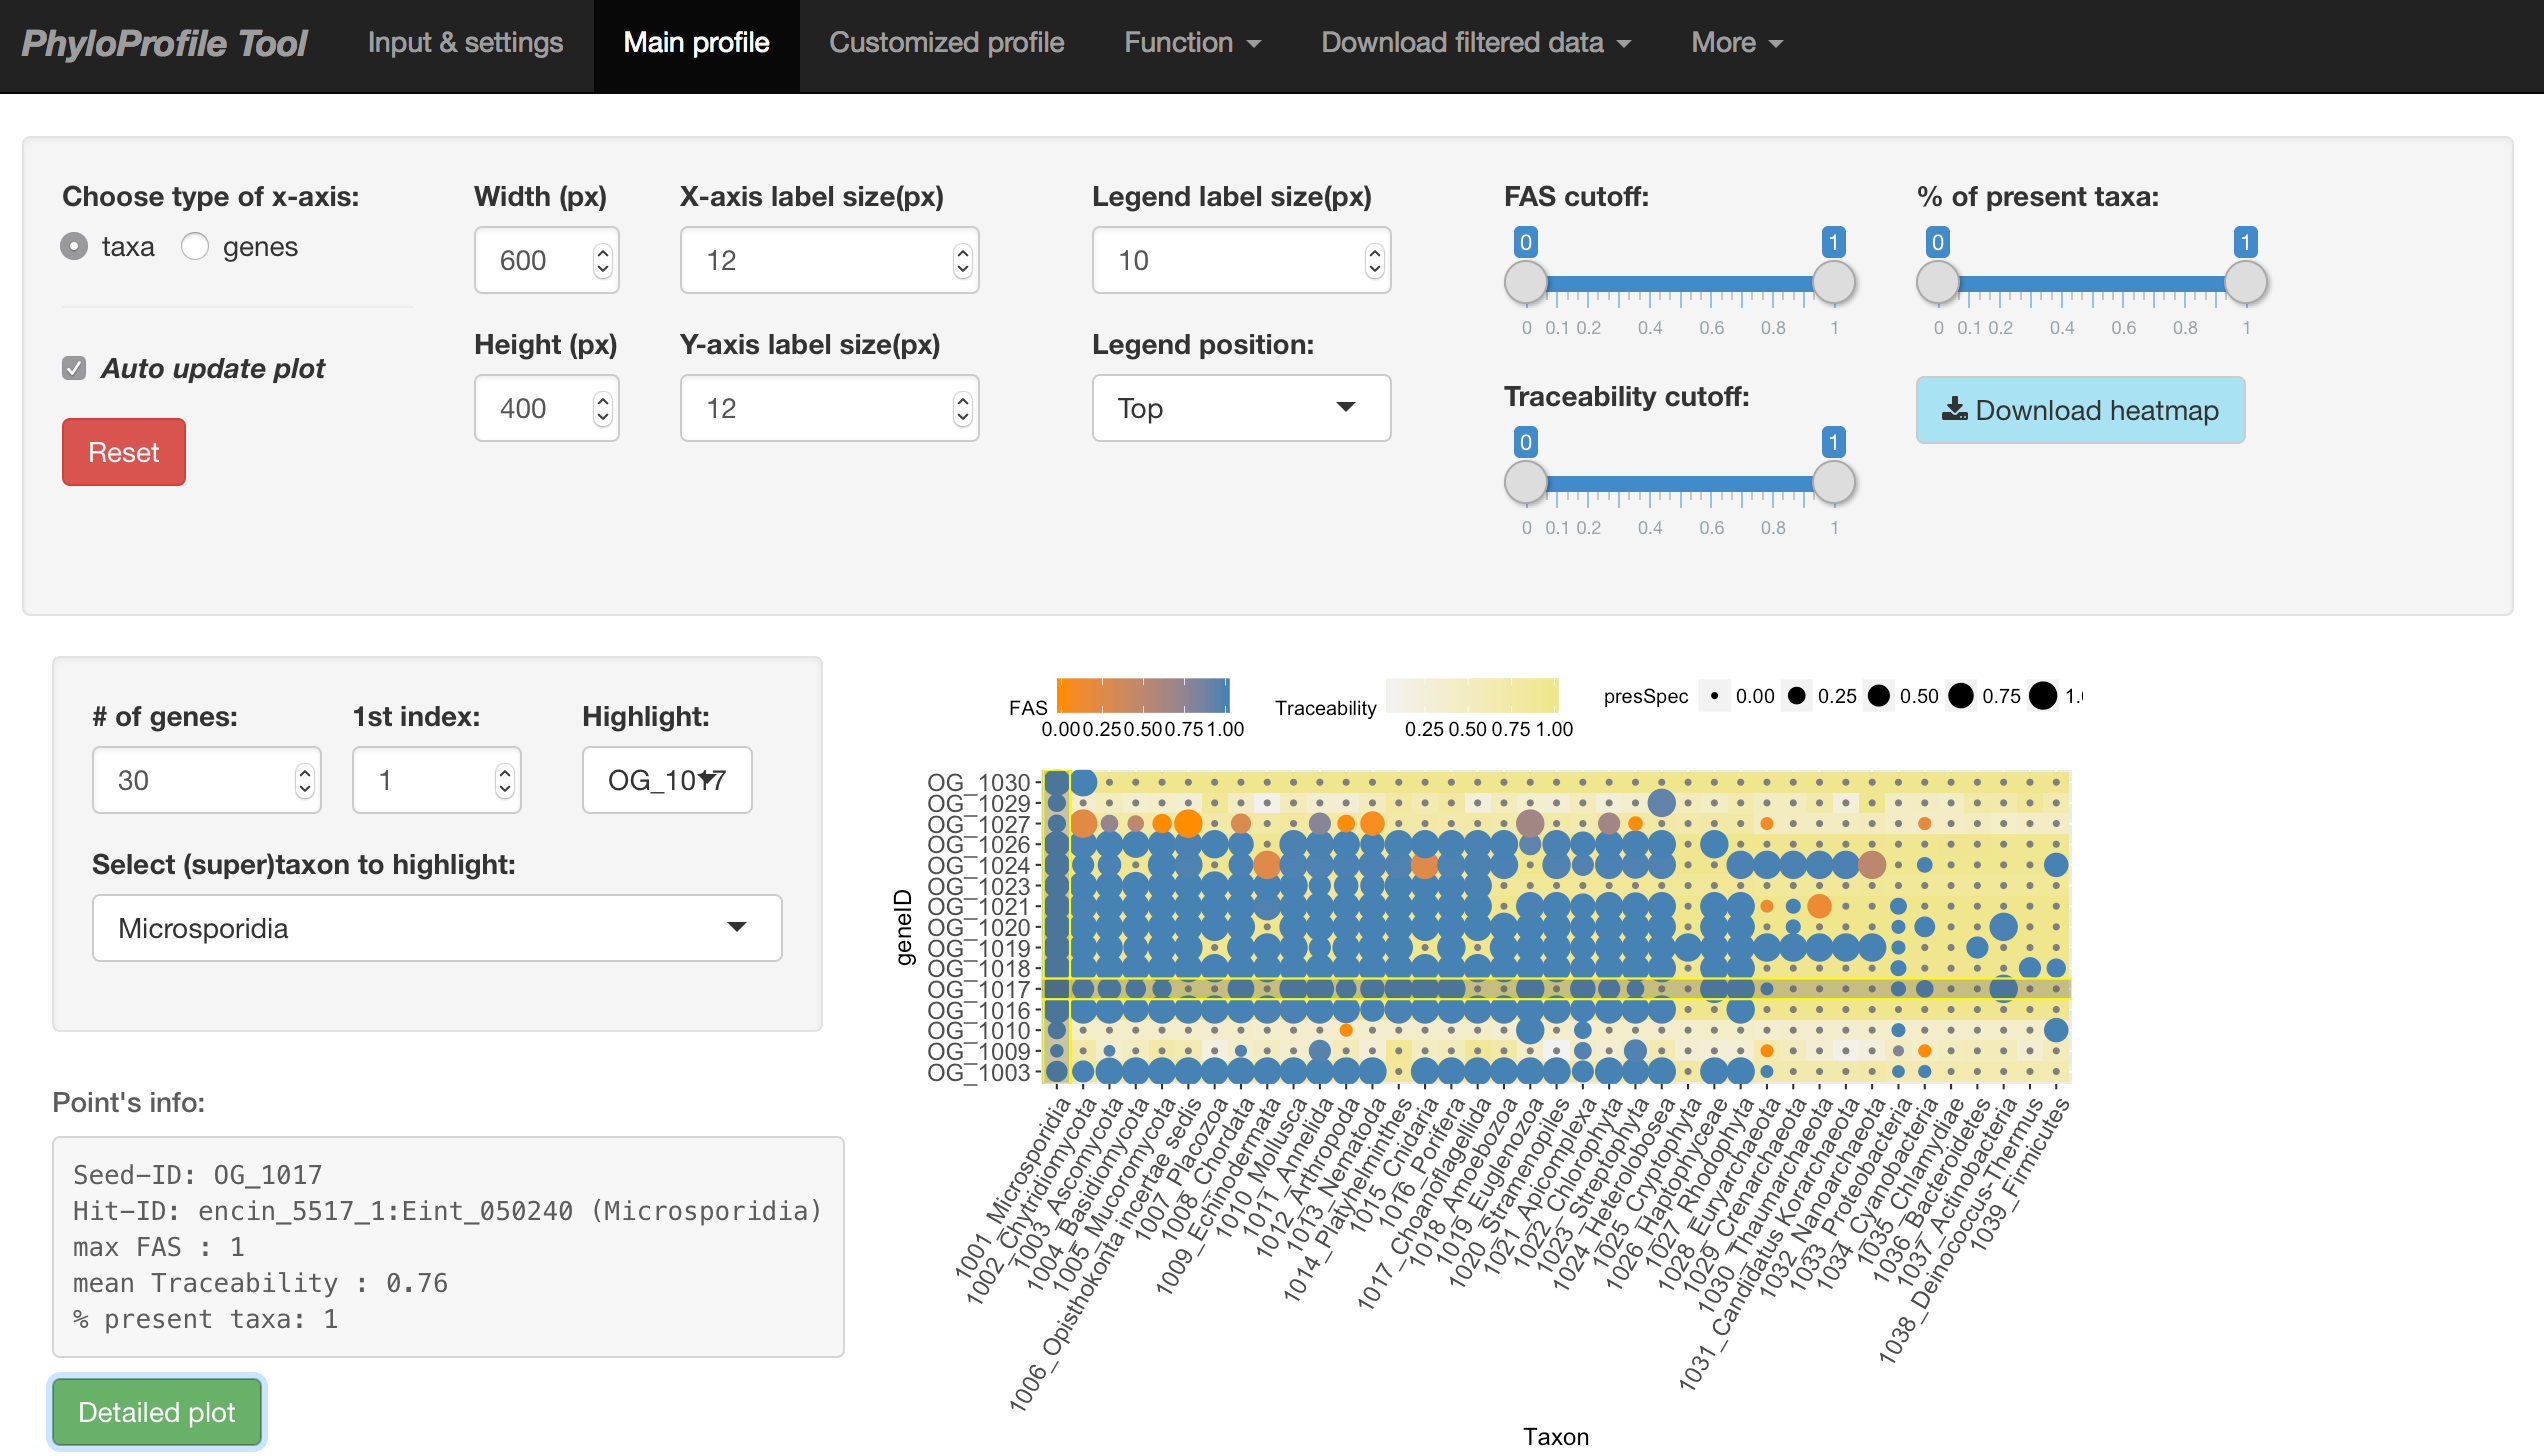 PhyloProfile Tool Input & settings Main profile Customized profile Function Download filtered data More
Choose type of x-axis:
taxa genes
Auto update plot
Reset
Width (px)
600
Height (px)
400
X-axis label size(px)
12
Y-axis label size(px)
12
Legend label size(px)
10
Legend position:
Top
FAS cutoff:
0 1
0 0.1 0.2 0.4 0.6 0.8 1
Traceability cutoff:
0 1
0 0.1 0.2 0.4 0.6 0.8 1
% of present taxa:
0 1
0 0.1 0.2 0.4 0.6 0.8 1
Download heatmap
# of genes:
30
1st index:
1
Highlight:
OG_1017
Select (super)taxon to highlight:
Microsporidia
Point's info:
Seed-ID: OG_1017
Hit-ID: encin_5517_1:Eint_050240 (Microsporidia)
max FAS : 1
mean Traceability : 0.76
% present taxa: 1
Detailed plot
FAS
0.00 0.25 0.50 0.75 1.00
Traceability
0.25 0.50 0.75 1.00
presSpec 0.00 0.25 0.50 0.75
geneID
OG_1030
OG_1029
OG_1027
OG_1026
OG_1024
OG_1023
OG_1021
OG_1020
OG_1019
OG_1018
OG_1017
OG_1016
OG_1010
OG_1009
OG_1003
1001_Microsporidia
1002_Chytridiomycota
1003_Ascomycota
1004_Basidiomycota
1005_Mucoromycota
1006_Opisthokonta incertae sedis
1007_Placozoa
1008_Chordata
1009_Echinodermata
1010_Mollusca
1011_Annelida
1012_Arthropoda
1013_Nematoda
1014_Platyhelminthes
1015_Cnidaria
1016_Porifera
1017_Choanoflagellida
1018_Amoebozoa
1019_Euglenozoa
1020_Stramenopiles
1021_Apicomplexa
1022_Chlorophyta
1023_Streptophyta
1024_Heterolobosea
1025_Cryptophyta
1026_Haptophyceae
1027_Rhodophyta
1028_Euryarchaeota
1029_Crenarchaeota
1030_Thaumarchaeota
1031_Candidatus Korarchaeota
1032_Nanoarchaeota
1033_Proteobacteria
1034_Cyanobacteria
1035_Chlamydiae
1036_Bacteroidetes
1037_Actinobacteria
1038_Deinococcus-Thermus
1039_Firmicutes
Taxon